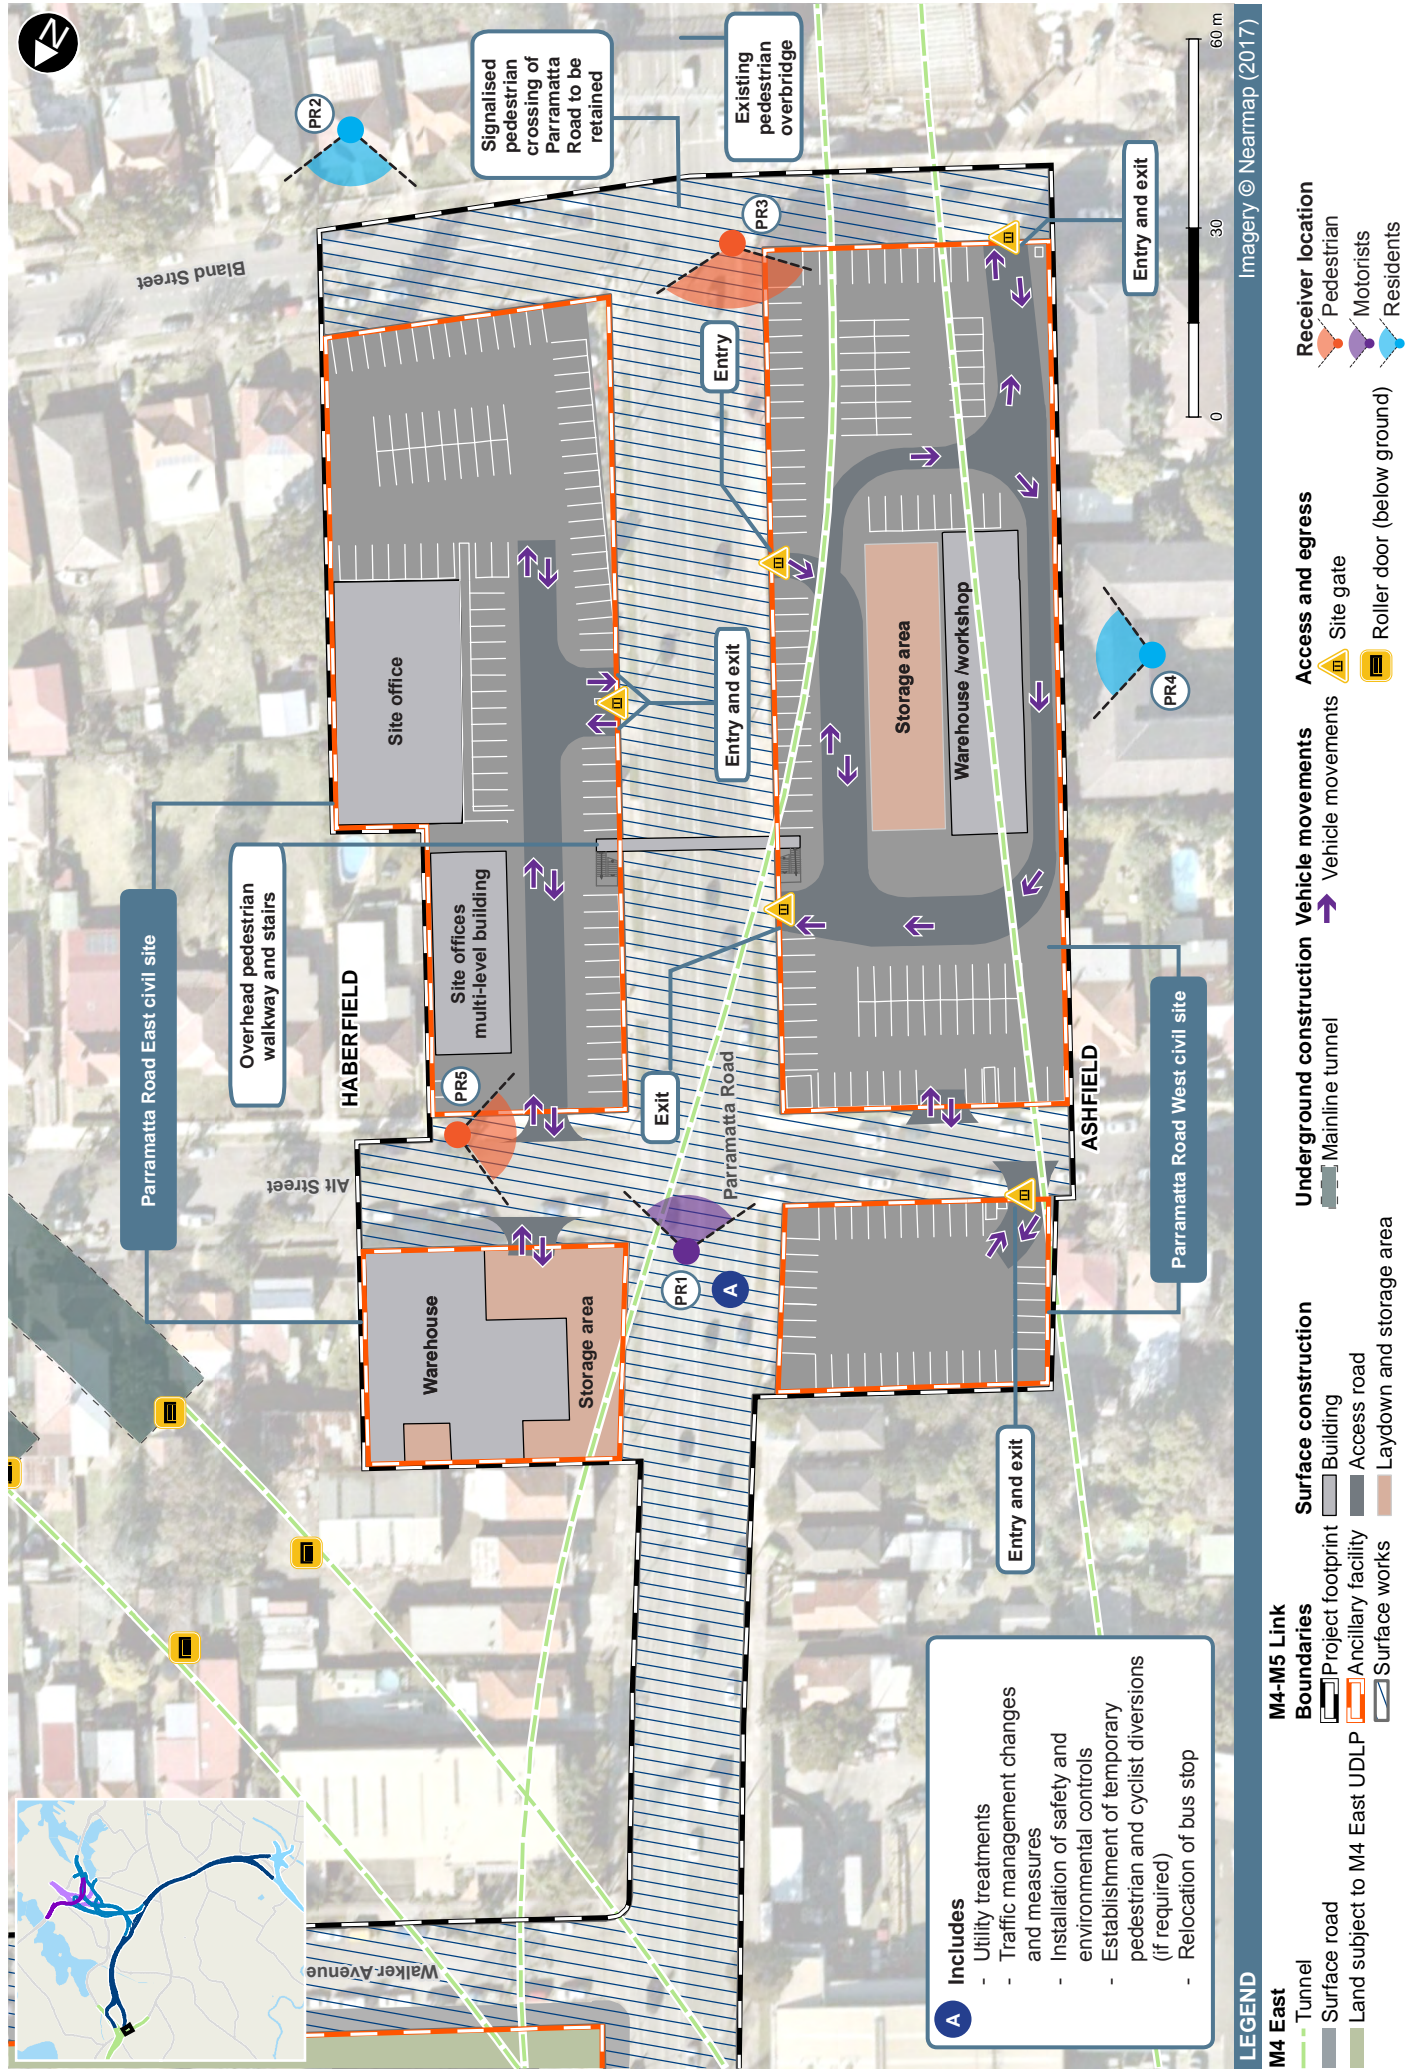 N
PR2
Signalised
pedestrian
crossing of
Parramatta
Road to be
retained
Existing
pedestrian
overbridge
Bland Street
PR3
Entry
Entry and exit
Site office
Entry and exit
Storage area
Warehouse /workshop
PR4
Parramatta Road East civil site
Overhead pedestrian
walkway and stairs
HABERFIELD
Site offices
multi-level building
PR5
Exit
Parramatta Road
ASHFIELD
Parramatta Road West civil site
Alt Street
PR1
A
Warehouse
Storage area
Entry and exit
Walker Avenue
A
Includes
- Utility treatments
- Traffic management changes
and measures
- Installation of safety and
environmental controls
- Establishment of temporary
pedestrian and cyclist diversions
(if required)
- Relocation of bus stop
0 30 60 m
LEGEND
Imagery © Nearmap (2017)
M4 East
Tunnel
Surface road
Land subject to M4 East UDLP
M4-M5 Link
Boundaries
Project footprint
Ancillary facility
Surface works
Surface construction
Building
Access road
Laydown and storage area
Underground construction
Mainline tunnel
Vehicle movements
Vehicle movements
Access and egress
Site gate
Roller door (below ground)
Receiver location
Pedestrian
Motorists
Residents